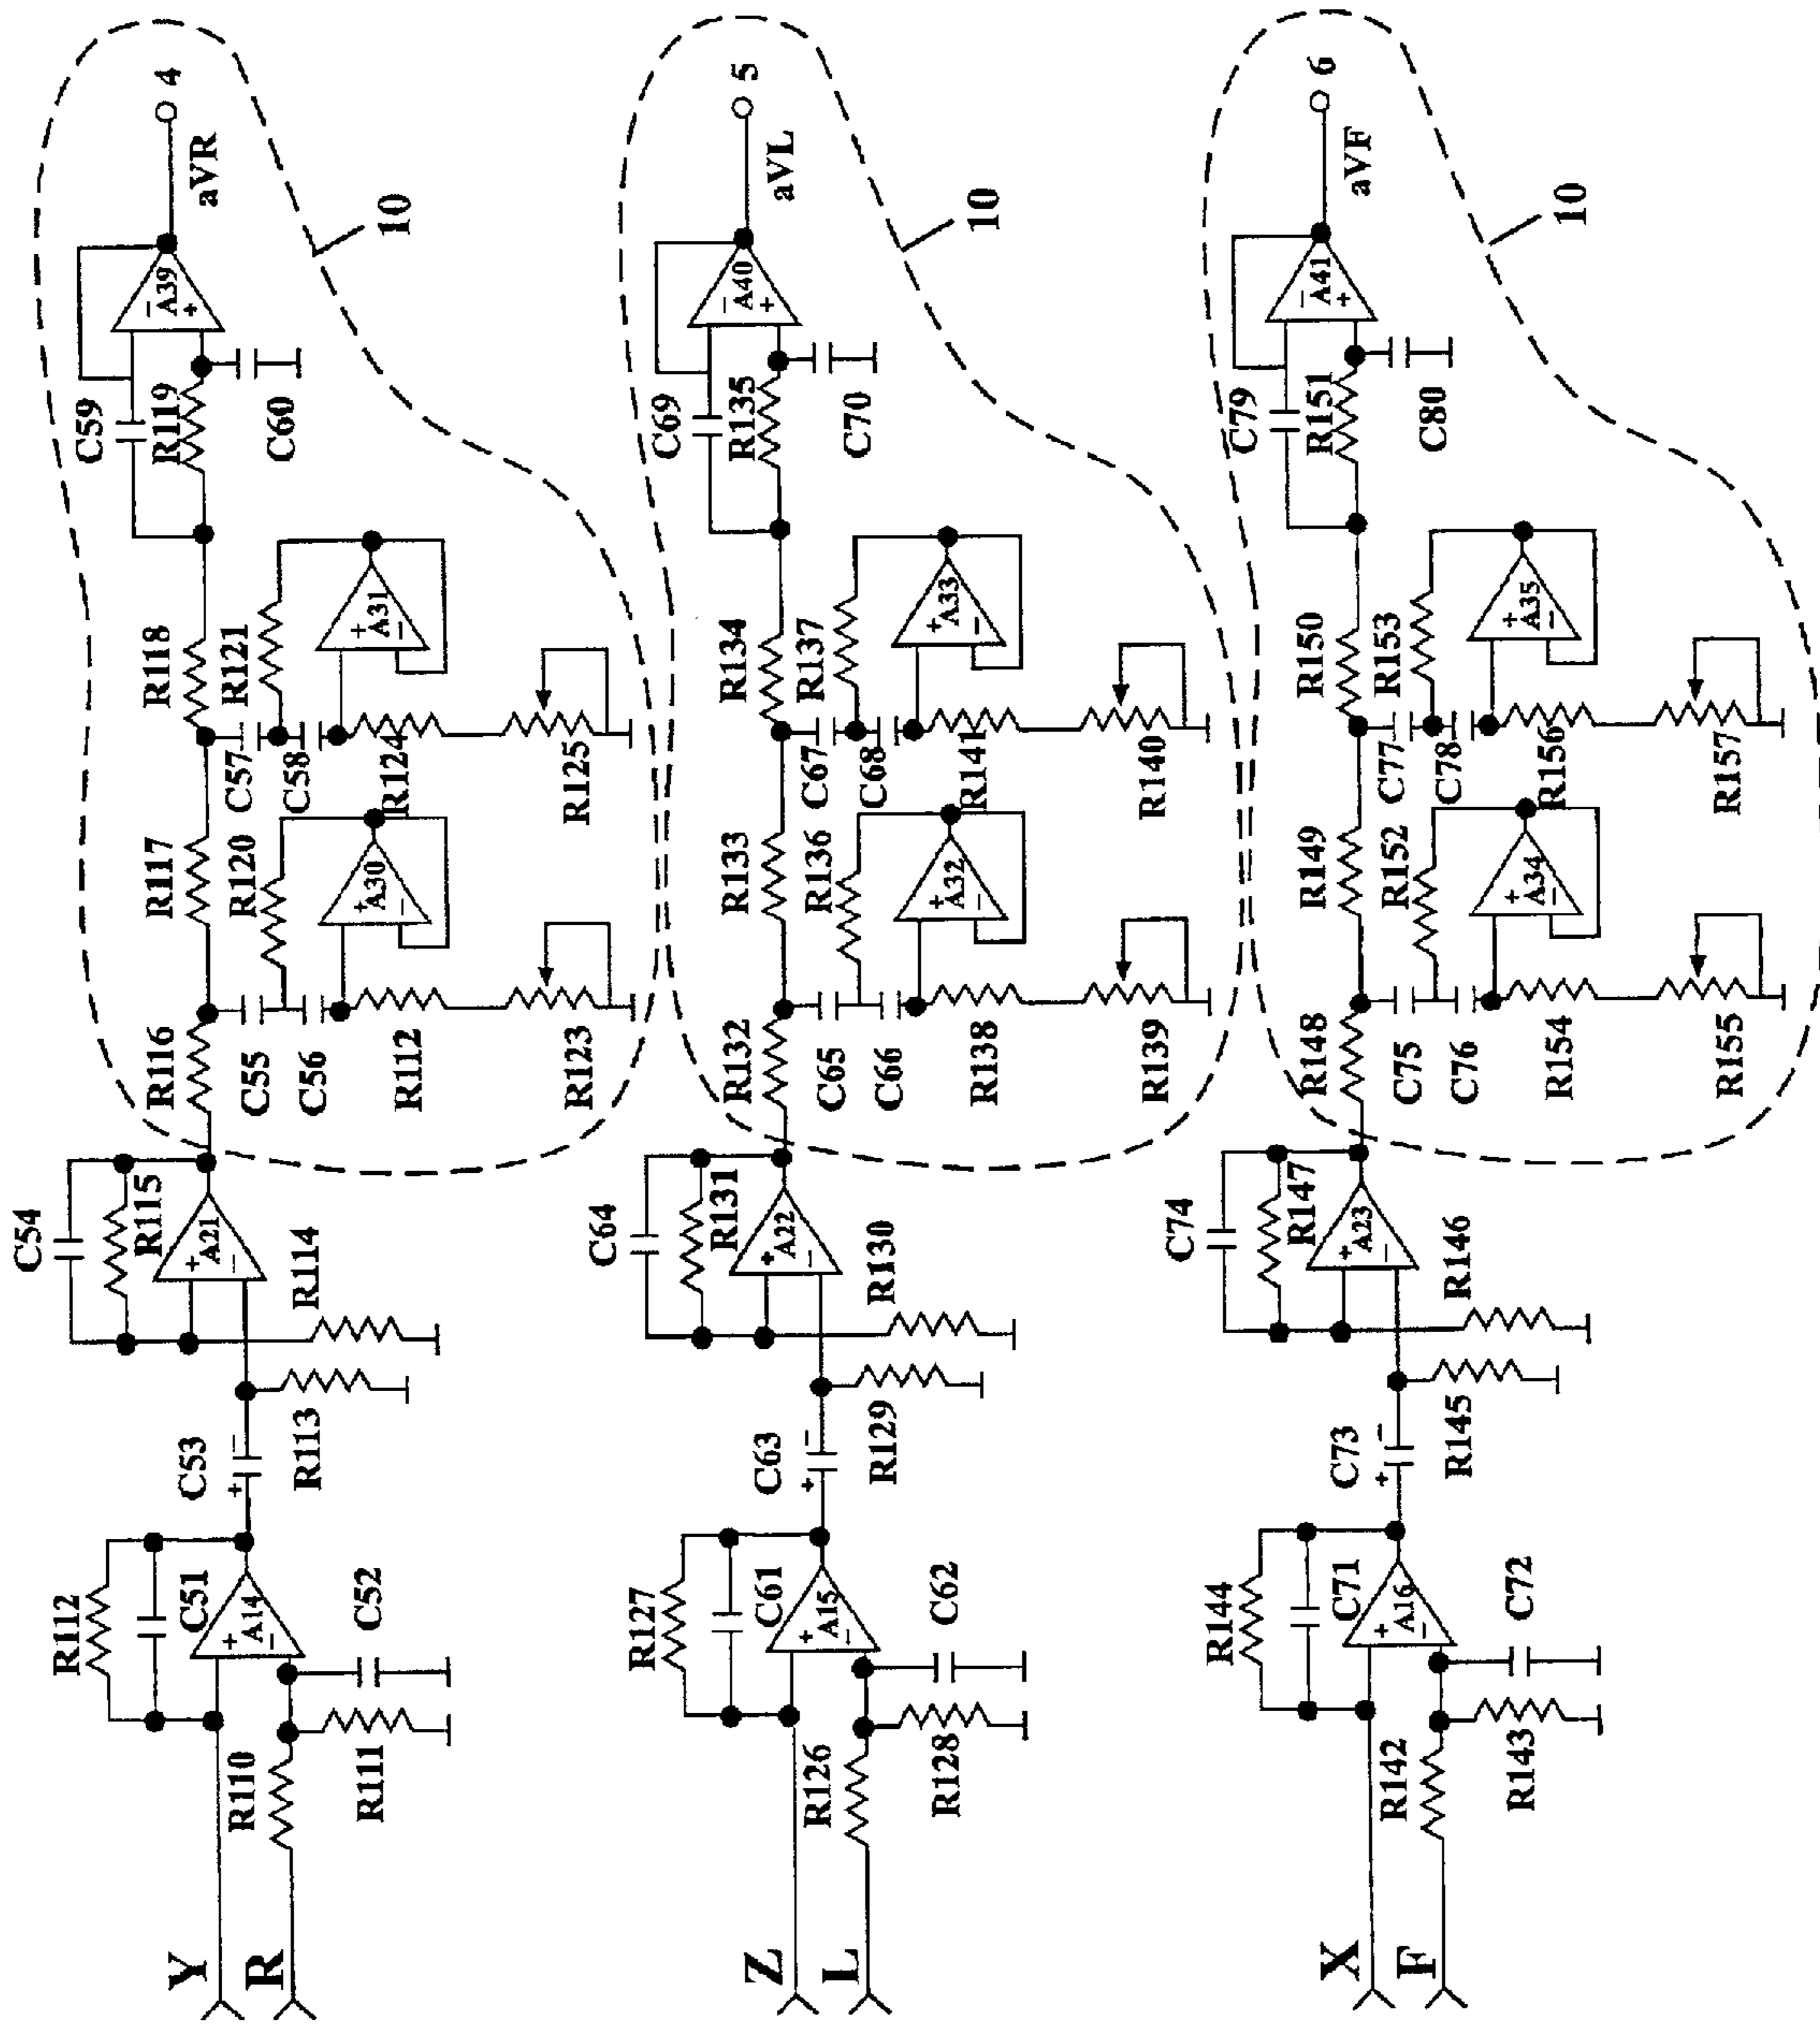 Y
R
R110
R111
R112
C51
A14
+
−
C52
+
C53
−
R113
C54
R115
A21
+
−
R114
R116
C55
C56
R112
R123
R117
R120
A30
+
−
C57
C58
R124
R125
R118
R121
A31
+
−
C59
R119
C60
A39
−
+
aVR
4
10
Z
L
R126
R128
R127
C61
A15
+
−
C62
+
C63
−
R129
C64
R131
A22
+
−
R130
R132
C65
C66
R138
R139
R133
R136
A32
+
−
C67
C68
R141
R140
R134
R137
A33
+
−
C69
R135
C70
A40
−
+
aVL
5
10
X
F
R142
R143
R144
C71
A16
+
−
C72
+
C73
−
R145
C74
R147
A23
+
−
R146
R148
C75
C76
R154
R155
R149
R152
A34
+
−
C77
C78
R156
R157
R150
R153
A35
+
−
C79
R151
C80
A41
−
+
aVF
6
10